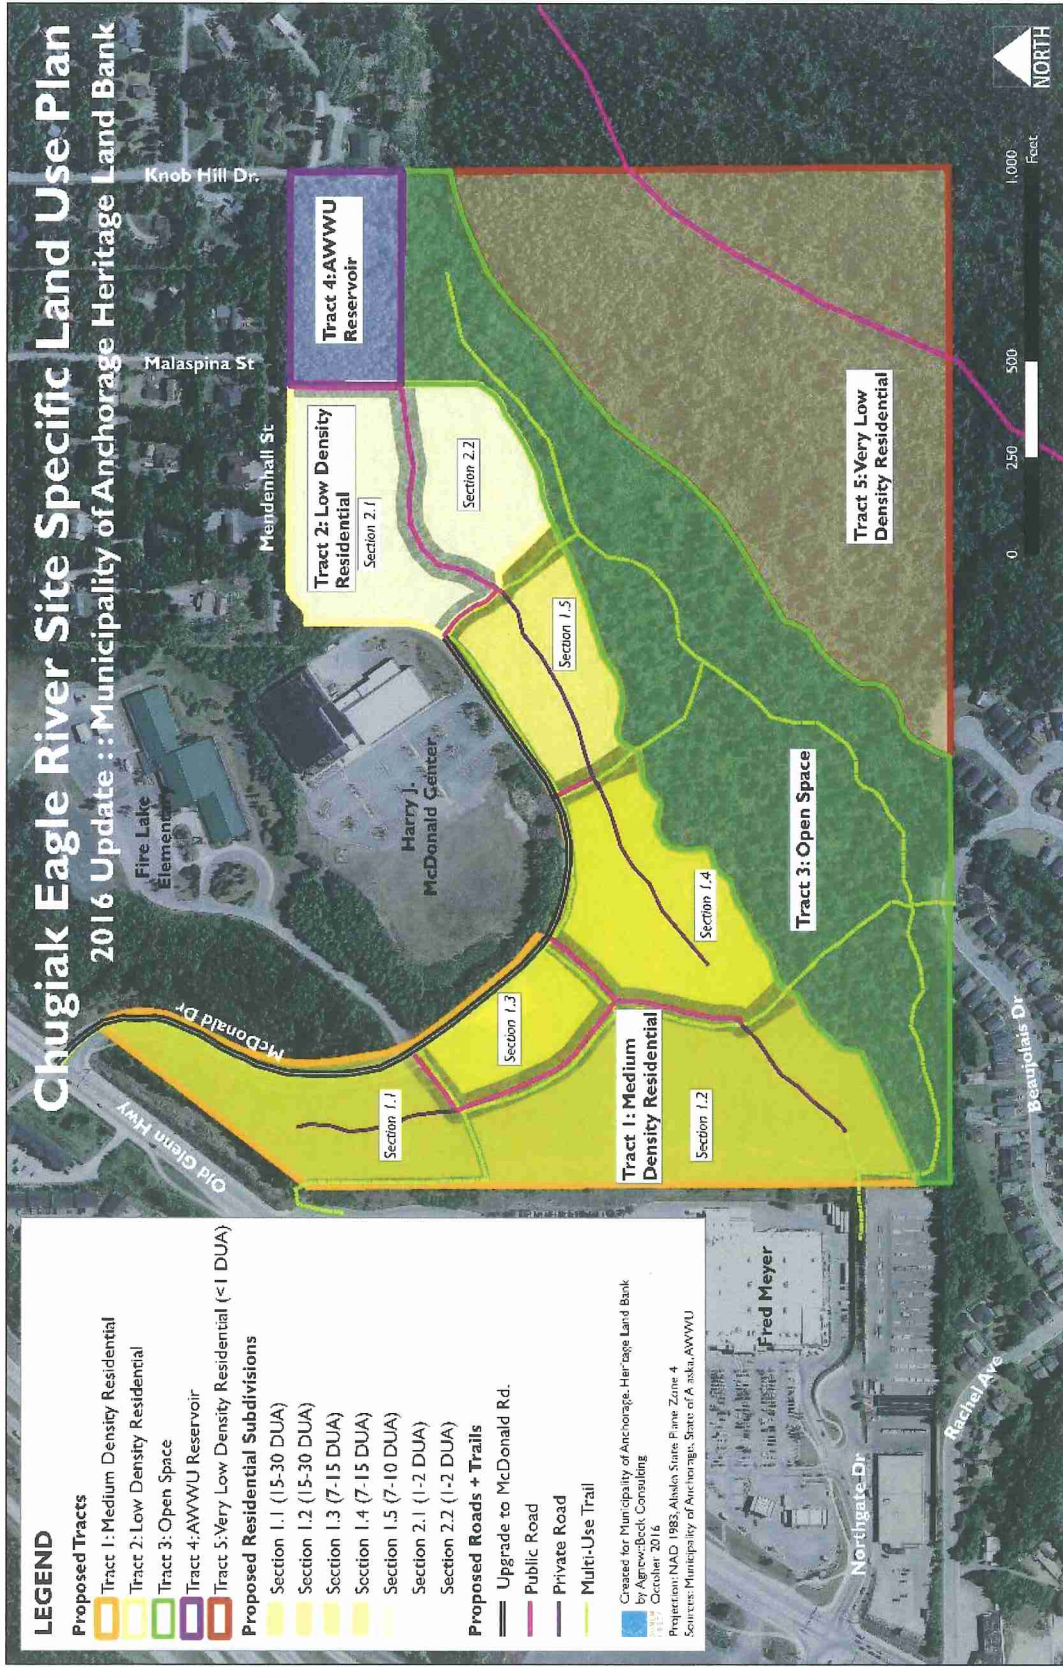 Chugiak Eagle River Site Specific Land Use Plan
2016 Update :: Municipality of Anchorage Heritage Land Bank
LEGEND
Proposed Tracts
Tract 1: Medium Density Residential
Tract 2: Low Density Residential
Tract 3: Open Space
Tract 4: AWWU Reservoir
Tract 5: Very Low Density Residential (<1 DUA)
Proposed Residential Subdivisions
Section 1.1 (15-30 DUA)
Section 1.2 (15-30 DUA)
Section 1.3 (7-15 DUA)
Section 1.4 (7-15 DUA)
Section 1.5 (7-10 DUA)
Section 2.1 (1-2 DUA)
Section 2.2 (1-2 DUA)
Proposed Roads + Trails
Upgrade to McDonald Rd.
Public Road
Private Road
Multi-Use Trail
Created for Municipality of Anchorage, Heritage Land Bank
by Agnew::Beck Consulting
October 2016
Projection: NAD 1983, Alaska State Plane Zone 4
Sources: Municipality of Anchorage, State of Alaska, AWWU
Old Glenn Hwy
McDonald Dr
Fire Lake
Elementary
Harry J.
McDonald Center
Mendenhall St
Malaspina St
Knob Hill Dr.
Tract 4: AWWU
Reservoir
Tract 2: Low Density
Residential
Section 2.1
Section 2.2
Section 1.5
Section 1.3
Section 1.4
Section 1.1
Tract 1: Medium
Density Residential
Section 1.2
Tract 3: Open Space
Tract 5: Very Low
Density Residential
Fred Meyer
Northgate Dr
Rachel Ave
Beaujolais Dr
0 250 500 1,000
Feet
NORTH